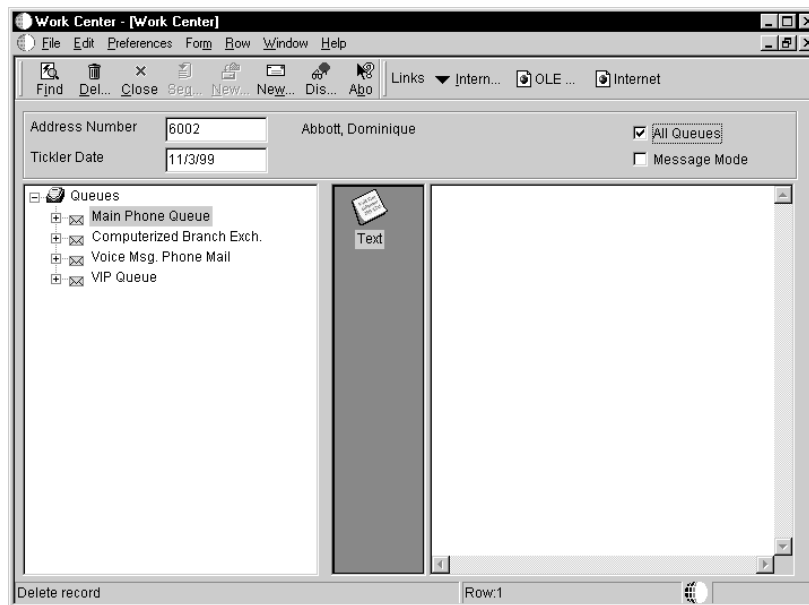 Work Center - [Work Center]
File Edit Preferences Form Row Window Help
Find Del... Close Seq... New... New... Dis... Abo Links Intern... OLE ... Internet
Address Number 6002 Abbott, Dominique All Queues
Tickler Date 11/3/99 Message Mode
Queues
Main Phone Queue
Computerized Branch Exch.
Voice Msg. Phone Mail
VIP Queue
Text
Delete record Row:1